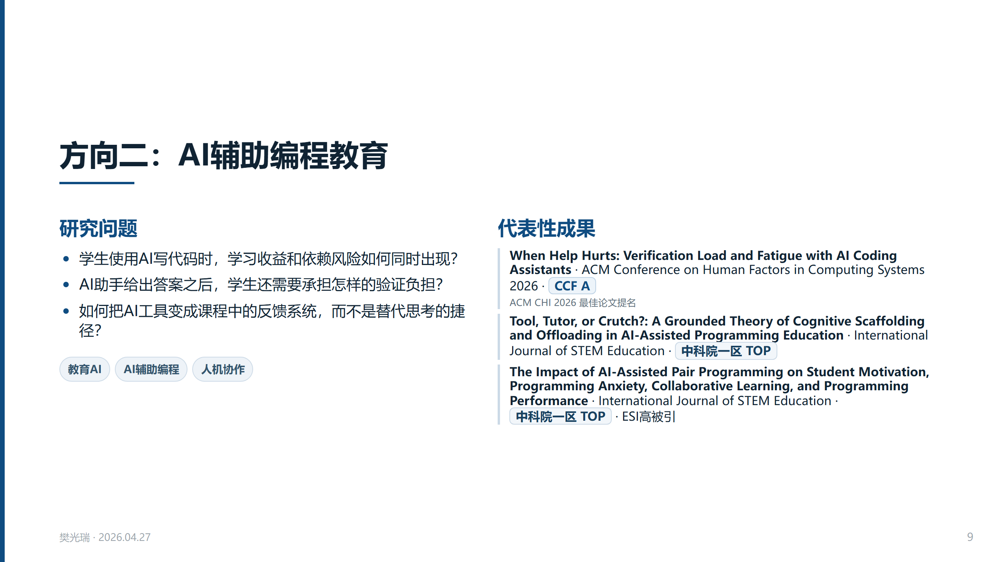 方向二：AI辅助编程教育
研究问题
学生使用AI写代码时，学习收益和依赖风险如何同时出现？
AI助手给出答案之后，学生还需要承担怎样的验证负担？
如何把AI工具变成课程中的反馈系统，而不是替代思考的捷
径？
教育AI AI辅助编程 人机协作
代表性成果
When Help Hurts: Verification Load and Fatigue with AI Coding
Assistants · ACM Conference on Human Factors in Computing Systems
2026 · CCF A
ACM CHI 2026 最佳论文提名
Tool, Tutor, or Crutch?: A Grounded Theory of Cognitive Scaffolding
and Offloading in AI-Assisted Programming Education · International
Journal of STEM Education · 中科院一区 TOP
The Impact of AI-Assisted Pair Programming on Student Motivation,
Programming Anxiety, Collaborative Learning, and Programming
Performance · International Journal of STEM Education ·
中科院一区 TOP · ESI高被引
樊光瑞 · 2026.04.27
9